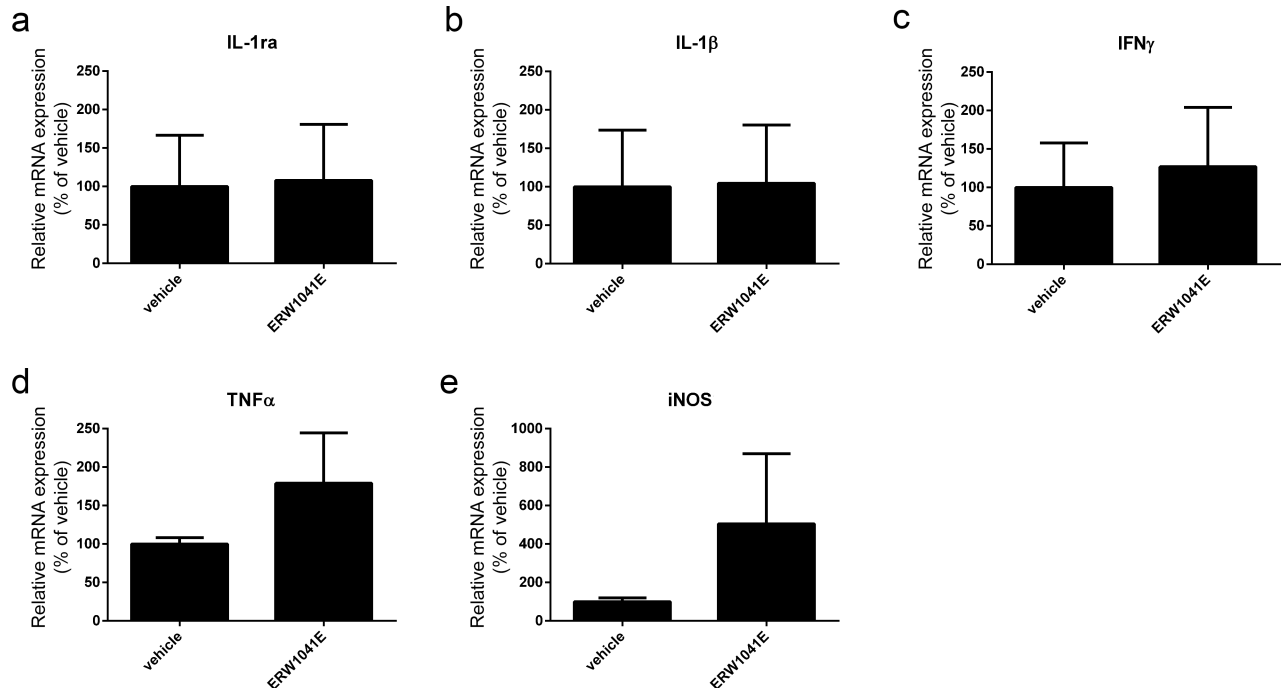 a
IL-1ra
Relative mRNA expression
(% of vehicle)
250
200
150
100
50
0
vehicle
ERW1041E
b
IL-1β
Relative mRNA expression
(% of vehicle)
250
200
150
100
50
0
vehicle
ERW1041E
c
IFNγ
Relative mRNA expression
(% of vehicle)
250
200
150
100
50
0
vehicle
ERW1041E
d
TNFα
Relative mRNA expression
(% of vehicle)
250
200
150
100
50
0
vehicle
ERW1041E
e
iNOS
Relative mRNA expression
(% of vehicle)
1000
800
600
400
200
0
vehicle
ERW1041E